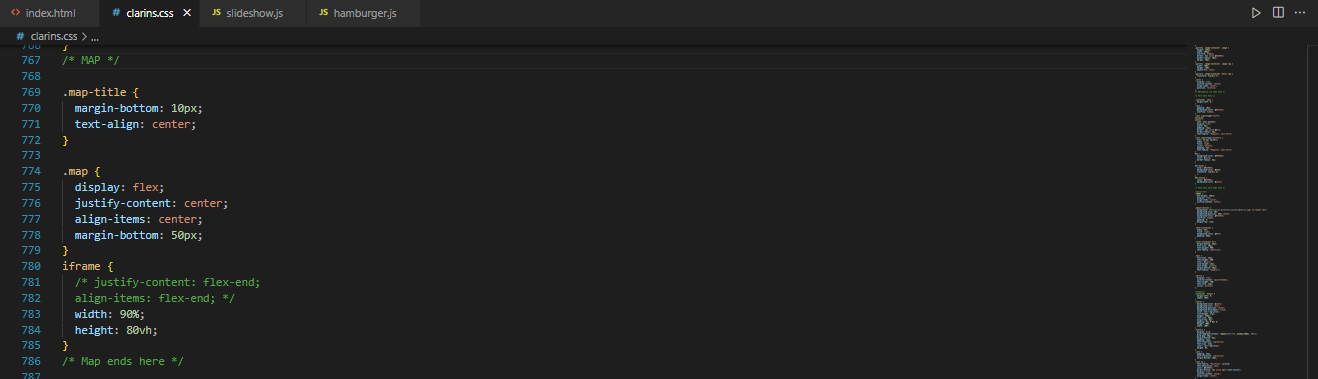 <> index.html
# clarins.css ×
JS slideshow.js
JS hamburger.js
# clarins.css > ...
766 }
767 /* MAP */
768
769 .map-title {
770 margin-bottom: 10px;
771 text-align: center;
772 }
773
774 .map {
775 display: flex;
776 justify-content: center;
777 align-items: center;
778 margin-bottom: 50px;
779 }
780 iframe {
781 /* justify-content: flex-end;
782 align-items: flex-end; */
783 width: 90%;
784 height: 80vh;
785 }
786 /* Map ends here */
787